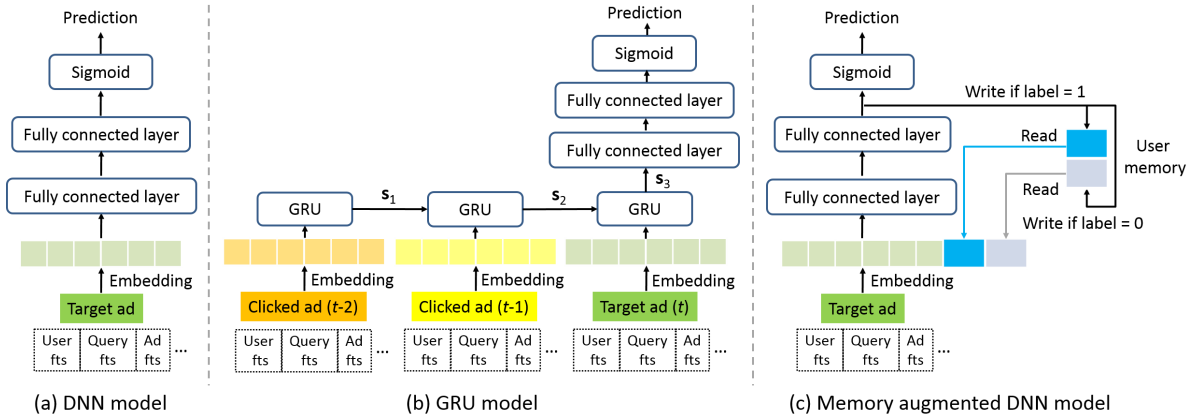 Prediction
Sigmoid
Fully connected layer
Fully connected layer
Embedding
Target ad
User fts
Query fts
Ad fts
...
(a) DNN model
Prediction
Sigmoid
Fully connected layer
Fully connected layer
s1
s2
s3
GRU
GRU
GRU
Embedding
Embedding
Embedding
Clicked ad (t-2)
Clicked ad (t-1)
Target ad (t)
User fts
Query fts
Ad fts
...
User fts
Query fts
Ad fts
...
User fts
Query fts
Ad fts
...
(b) GRU model
Prediction
Sigmoid
Write if label = 1
Fully connected layer
Read
User
memory
Fully connected layer
Read
Write if label = 0
Embedding
Target ad
User fts
Query fts
Ad fts
...
(c) Memory augmented DNN model